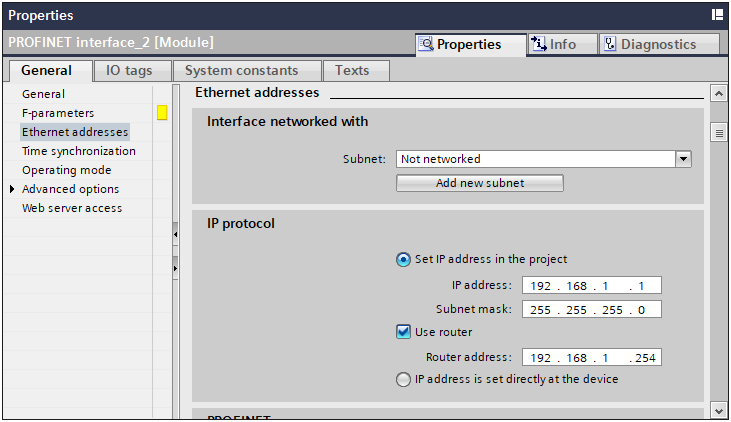 Properties
PROFINET interface_2 [Module]
Properties
Info
Diagnostics
General
IO tags
System constants
Texts
General
F-parameters
Ethernet addresses
Time synchronization
Operating mode
Advanced options
Web server access
Ethernet addresses
Interface networked with
Subnet: Not networked
Add new subnet
IP protocol
Set IP address in the project
IP address: 192 . 168 . 1 . 1
Subnet mask: 255 . 255 . 255 . 0
Use router
Router address: 192 . 168 . 1 . 254
IP address is set directly at the device
PROFINET